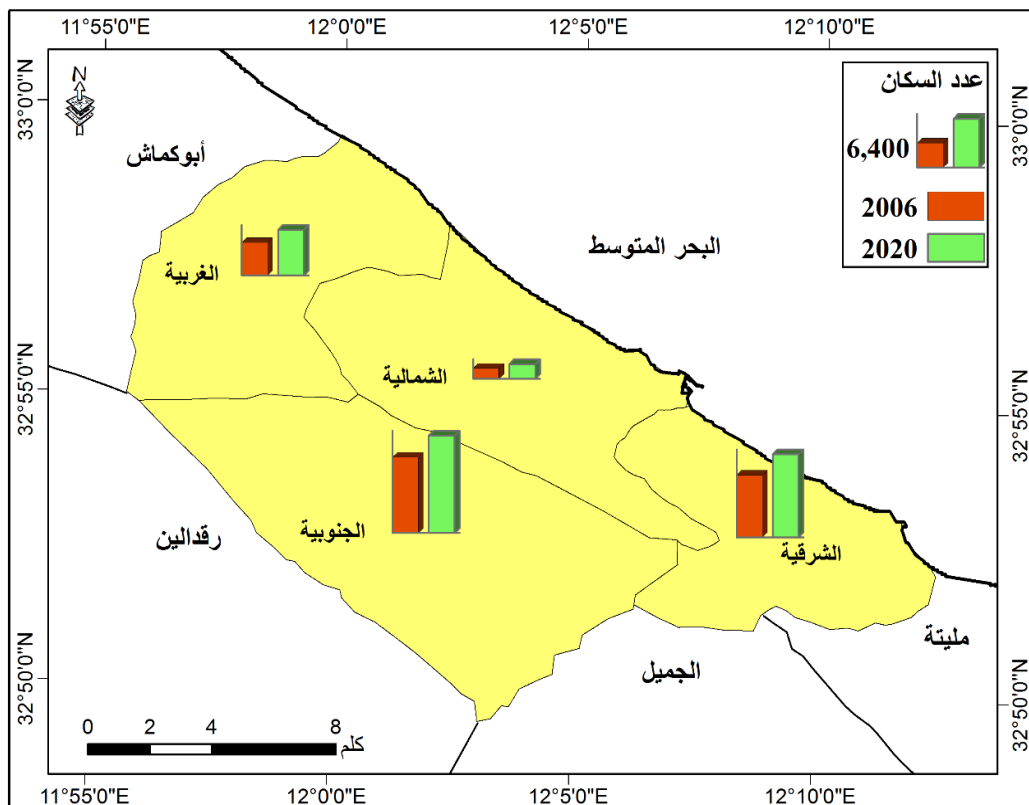 11°55'0"E 12°0'0"E 12°5'0"E 12°10'0"E
33°0'0"N
33°0'0"N
N
عدد السكان
6,400
2006
2020
أبوكماش
البحر المتوسط
الغربية
الشمالية
32°55'0"N
32°55'0"N
الجنوبية
رقدالين
الشرقية
مليتة
الجميل
32°50'0"N
32°50'0"N
0 2 4 8
كلم
11°55'0"E 12°0'0"E 12°5'0"E 12°10'0"E